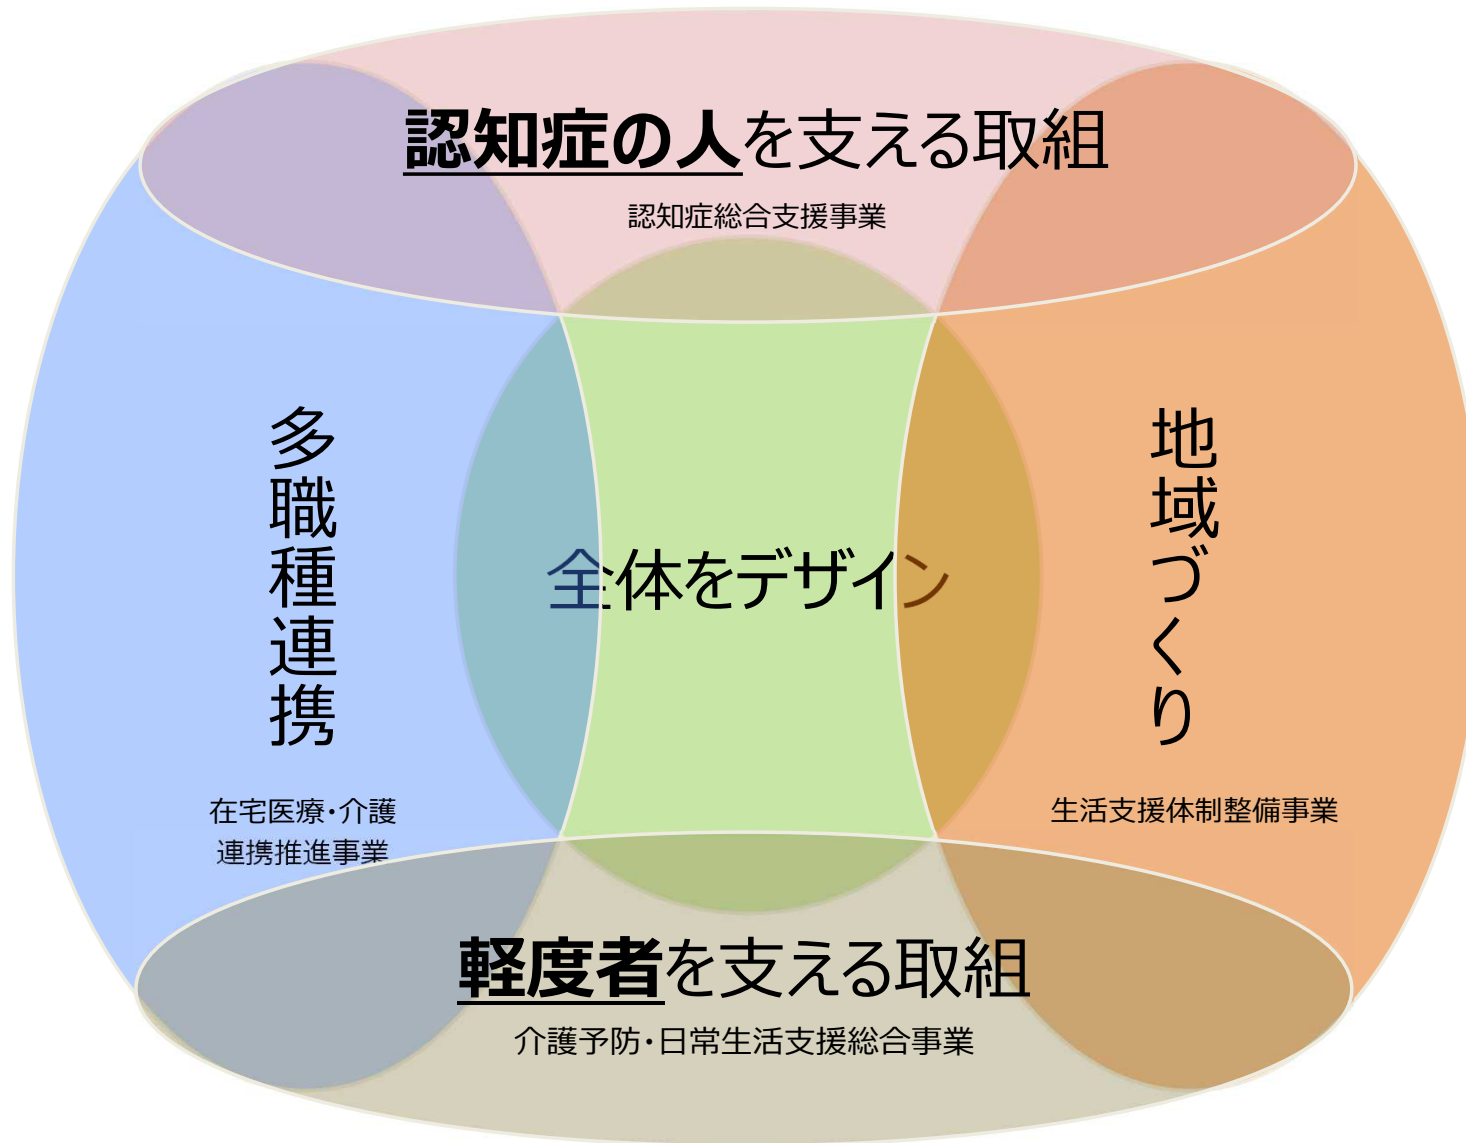 認知症の人を支える取組
認知症総合支援事業
多職種連携
在宅医療・介護
連携推進事業
全体をデザイン
地域づくり
生活支援体制整備事業
軽度者を支える取組
介護予防・日常生活支援総合事業